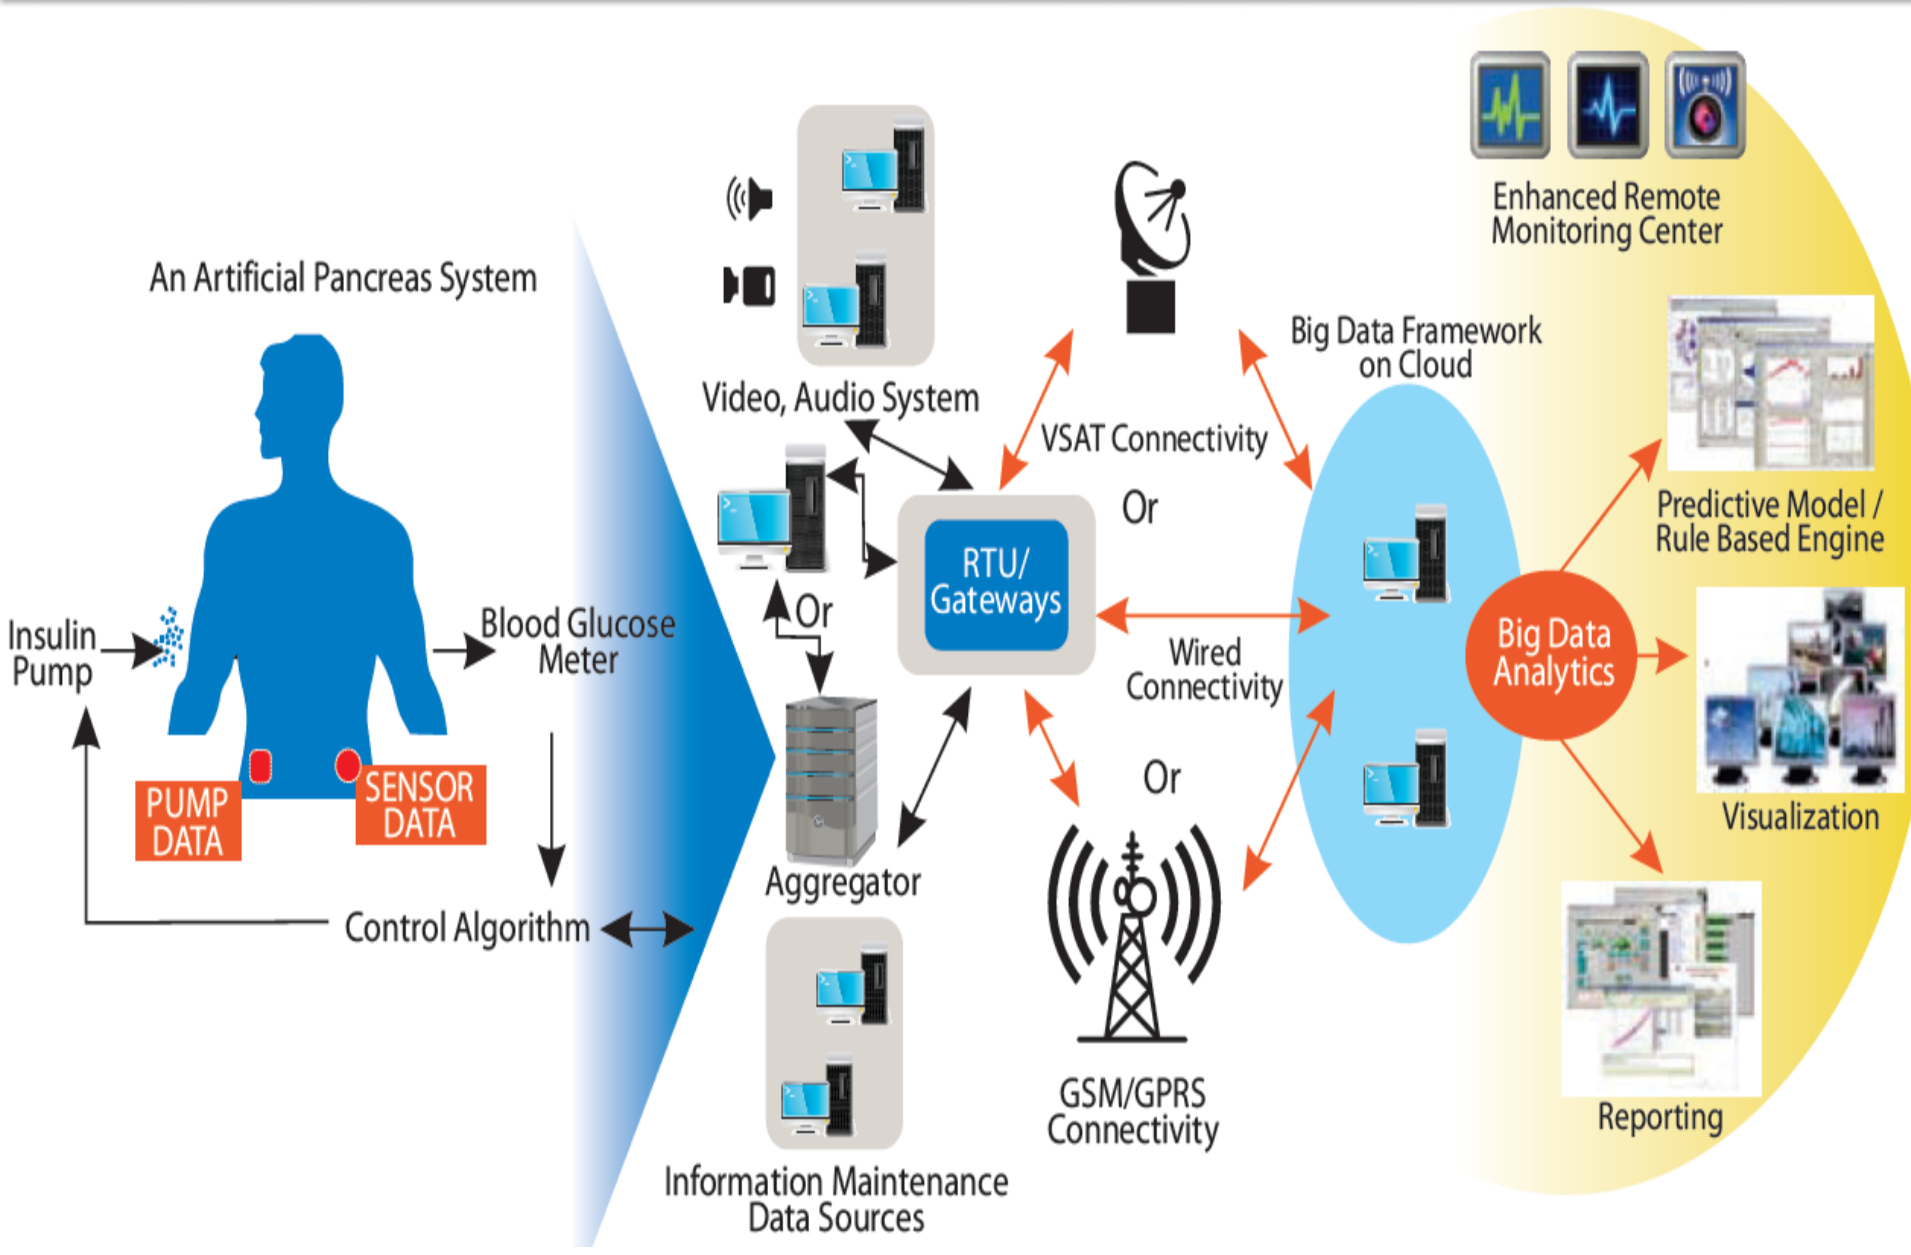 An Artificial Pancreas System
Insulin
Pump
Blood Glucose
Meter
PUMP
DATA
SENSOR
DATA
Control Algorithm
Video, Audio System
Or
Aggregator
Information Maintenance
Data Sources
RTU/
Gateways
VSAT Connectivity
Or
Wired
Connectivity
Or
GSM/GPRS
Connectivity
Big Data Framework
on Cloud
Big Data
Analytics
Enhanced Remote
Monitoring Center
Predictive Model /
Rule Based Engine
Visualization
Reporting